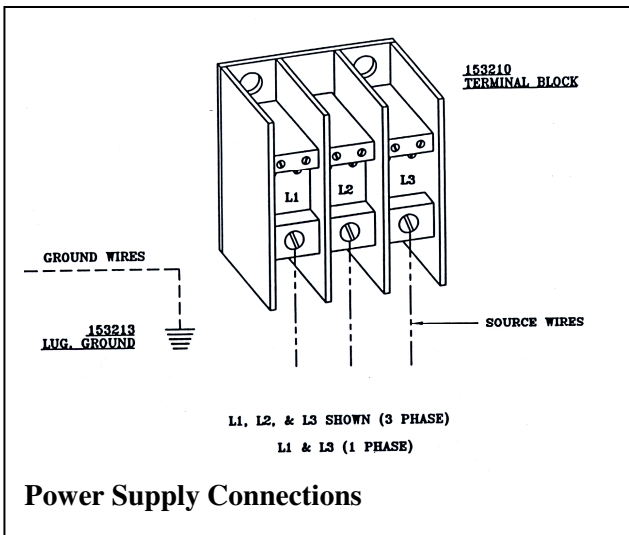 153210
TERMINAL BLOCK
L1
L2
L3
GROUND WIRES
153213
LUG. GROUND
SOURCE WIRES
L1, L2, & L3 SHOWN (3 PHASE)
L1 & L3 (1 PHASE)
Power Supply Connections